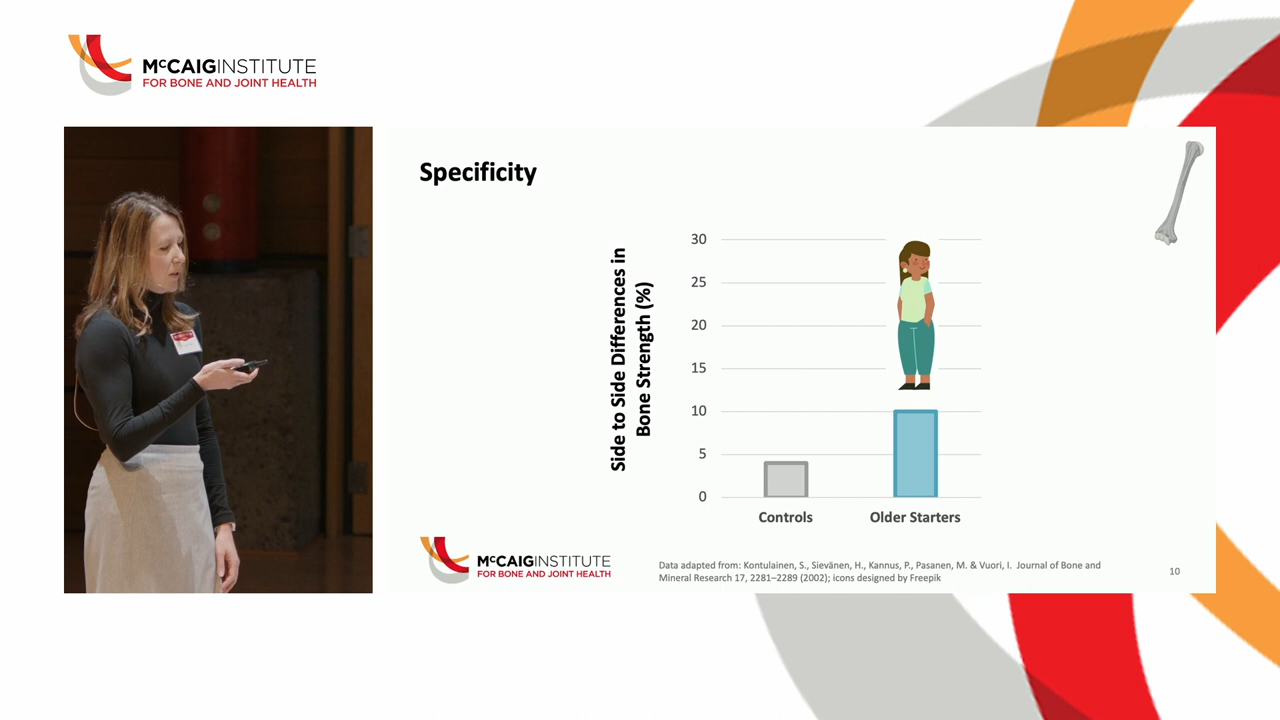 McCAIGINSTITUTE
FOR BONE AND JOINT HEALTH
Specificity
Side to Side Differences in
Bone Strength (%)
30
25
20
15
10
5
0
Controls
Older Starters
McCAIGINSTITUTE
FOR BONE AND JOINT HEALTH
Data adapted from: Kontulainen, S., Sievänen, H., Kannus, P., Pasanen, M. & Vuori, I. Journal of Bone and
Mineral Research 17, 2281–2289 (2002); icons designed by Freepik
10